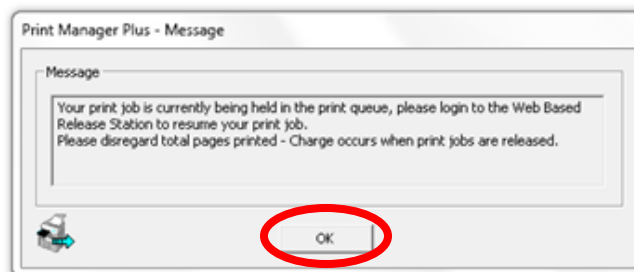 Print Manager Plus - Message
Message
Your print job is currently being held in the print queue, please login to the Web Based
Release Station to resume your print job.
Please disregard total pages printed - Charge occurs when print jobs are released.
OK